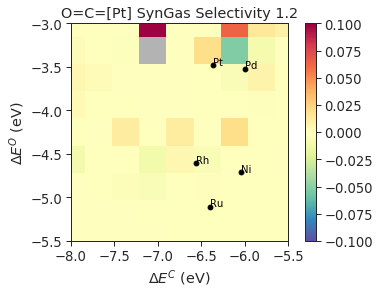 O=C=[Pt] SynGas Selectivity 1.2
−3.0
−3.5
−4.0
−4.5
−5.0
−5.5
ΔE^O (eV)
Pt
Pd
Rh
Ni
Ru
−8.0 −7.5 −7.0 −6.5 −6.0 −5.5
ΔE^C (eV)
0.100
0.075
0.050
0.025
0.000
−0.025
−0.050
−0.075
−0.100